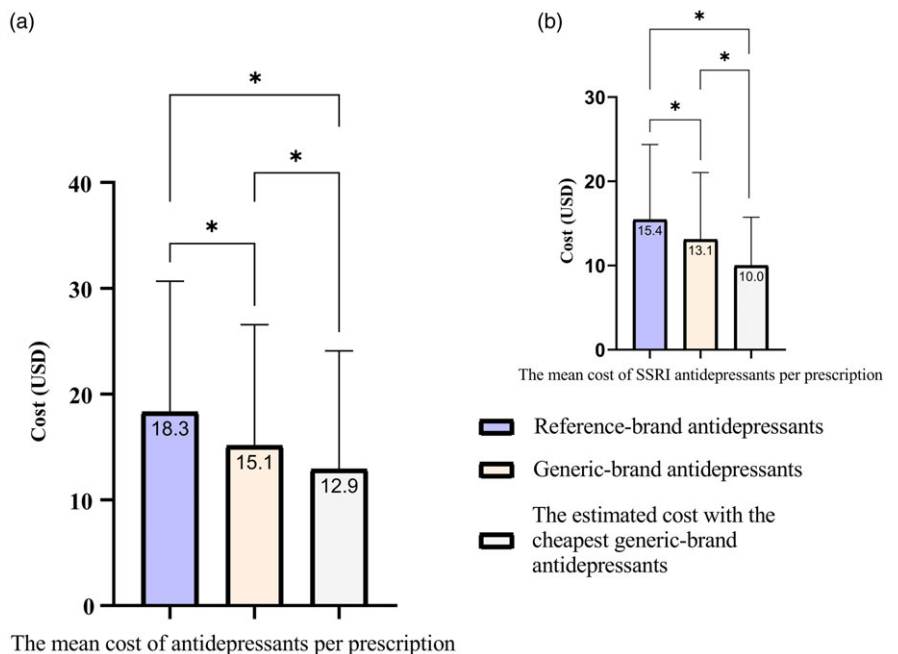 (a)
*
*
*
40
30
20
10
0
Cost (USD)
18.3
15.1
12.9
The mean cost of antidepressants per prescription
(b)
*
*
*
30
20
10
0
Cost (USD)
15.4
13.1
10.0
The mean cost of SSRI antidepressants per prescription
Reference-brand antidepressants
Generic-brand antidepressants
The estimated cost with the
cheapest generic-brand
antidepressants